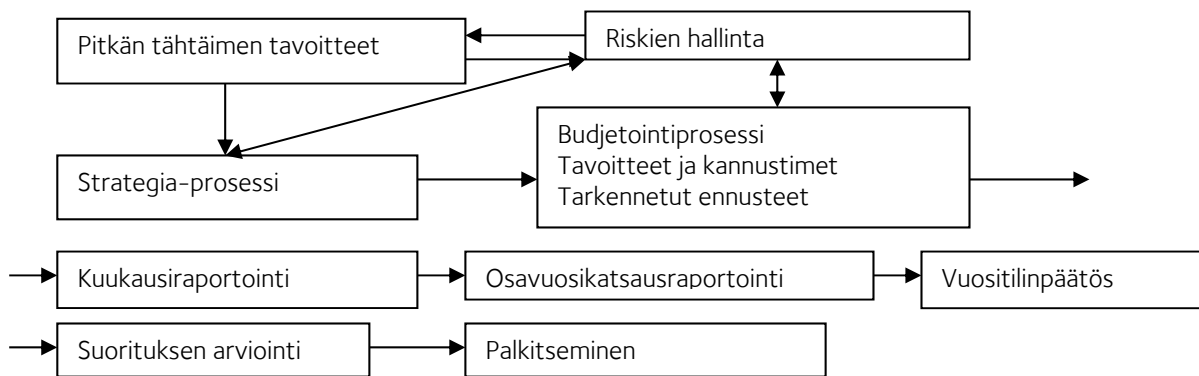 Pitkän tähtäimen tavoitteet
Riskien hallinta
Budjetointiprosessi
Tavoitteet ja kannustimet
Tarkennetut ennusteet
Strategia-prosessi
Kuukausiraportointi
Osavuosikatsausraportointi
Vuositilinpäätös
Suorituksen arviointi
Palkitseminen